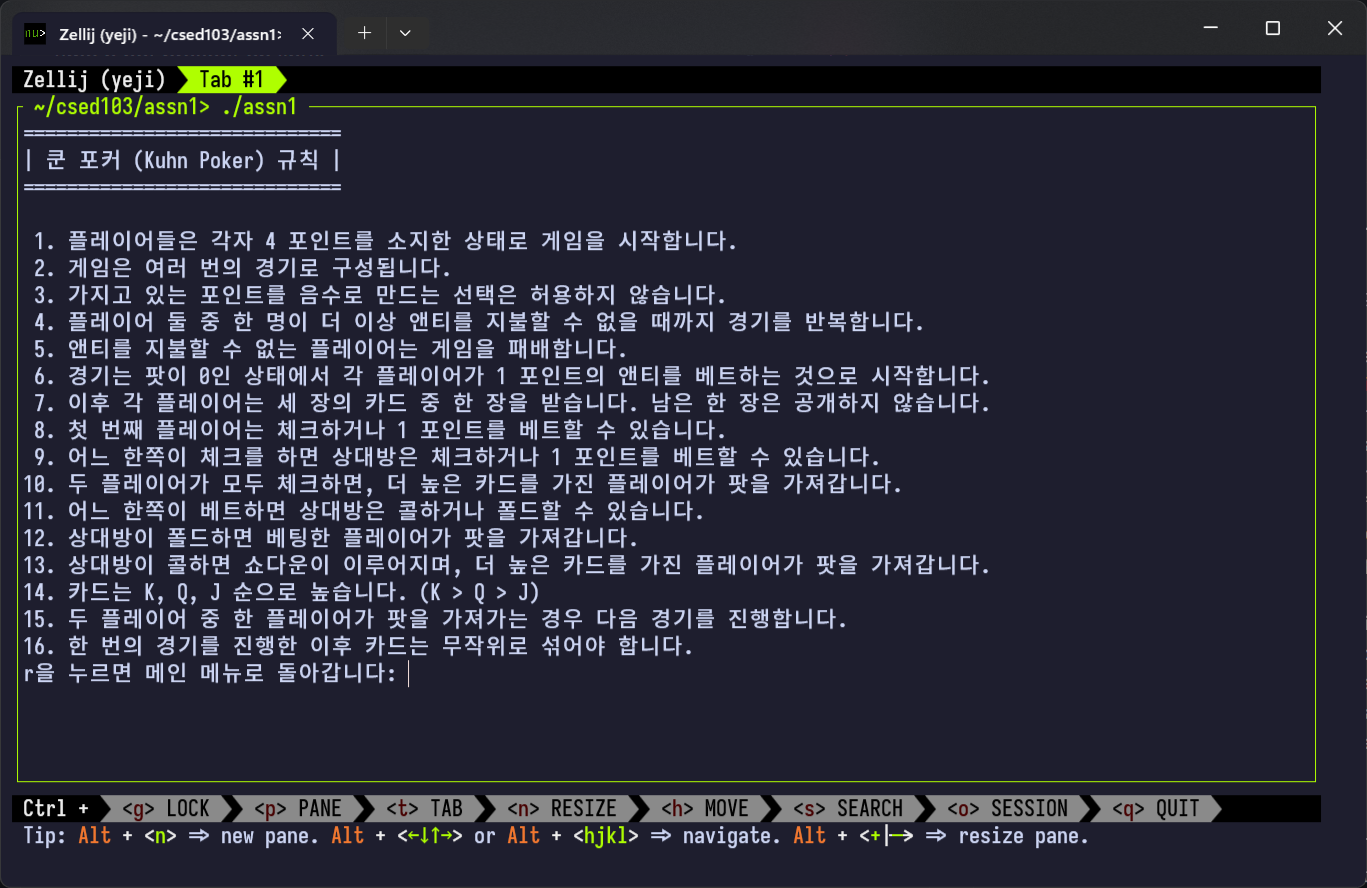 Zellij (yeji) - ~/csed103/assn1>
Zellij (yeji) Tab #1
~/csed103/assn1> ./assn1
=============================
| 쿤 포커 (Kuhn Poker) 규칙 |
=============================
1. 플레이어들은 각자 4 포인트를 소지한 상태로 게임을 시작합니다.
2. 게임은 여러 번의 경기로 구성됩니다.
3. 가지고 있는 포인트를 음수로 만드는 선택은 허용하지 않습니다.
4. 플레이어 둘 중 한 명이 더 이상 앤티를 지불할 수 없을 때까지 경기를 반복합니다.
5. 앤티를 지불할 수 없는 플레이어는 게임을 패배합니다.
6. 경기는 팟이 0인 상태에서 각 플레이어가 1 포인트의 앤티를 베트하는 것으로 시작합니다.
7. 이후 각 플레이어는 세 장의 카드 중 한 장을 받습니다. 남은 한 장은 공개하지 않습니다.
8. 첫 번째 플레이어는 체크하거나 1 포인트를 베트할 수 있습니다.
9. 어느 한쪽이 체크를 하면 상대방은 체크하거나 1 포인트를 베트할 수 있습니다.
10. 두 플레이어가 모두 체크하면, 더 높은 카드를 가진 플레이어가 팟을 가져갑니다.
11. 어느 한쪽이 베트하면 상대방은 콜하거나 폴드할 수 있습니다.
12. 상대방이 폴드하면 베팅한 플레이어가 팟을 가져갑니다.
13. 상대방이 콜하면 쇼다운이 이루어지며, 더 높은 카드를 가진 플레이어가 팟을 가져갑니다.
14. 카드는 K, Q, J 순으로 높습니다. (K > Q > J)
15. 두 플레이어 중 한 플레이어가 팟을 가져가는 경우 다음 경기를 진행합니다.
16. 한 번의 경기를 진행한 이후 카드는 무작위로 섞어야 합니다.
r을 누르면 메인 메뉴로 돌아갑니다:
Ctrl + <g> LOCK <p> PANE <t> TAB <n> RESIZE <h> MOVE <s> SEARCH <o> SESSION <q> QUIT
Tip: Alt + <n> => new pane. Alt + <←↓↑→> or Alt + <hjkl> => navigate. Alt + <+|-> => resize pane.